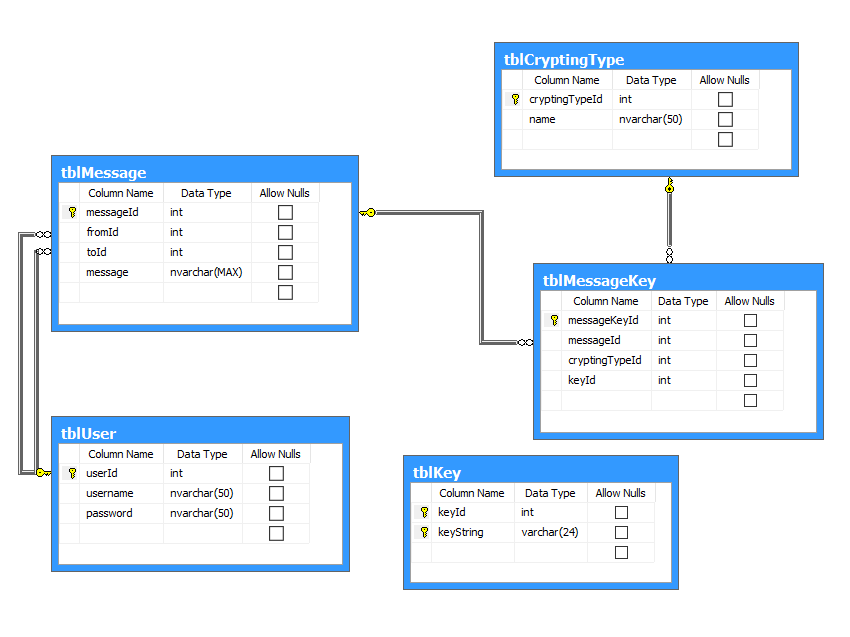 tblCryptingType
Column Name Data Type Allow Nulls
cryptingTypeId int
name nvarchar(50)
tblMessage
Column Name Data Type Allow Nulls
messageId int
fromId int
toId int
message nvarchar(MAX)
tblMessageKey
Column Name Data Type Allow Nulls
messageKeyId int
messageId int
cryptingTypeId int
keyId int
tblUser
Column Name Data Type Allow Nulls
userId int
username nvarchar(50)
password nvarchar(50)
tblKey
Column Name Data Type Allow Nulls
keyId int
keyString varchar(24)